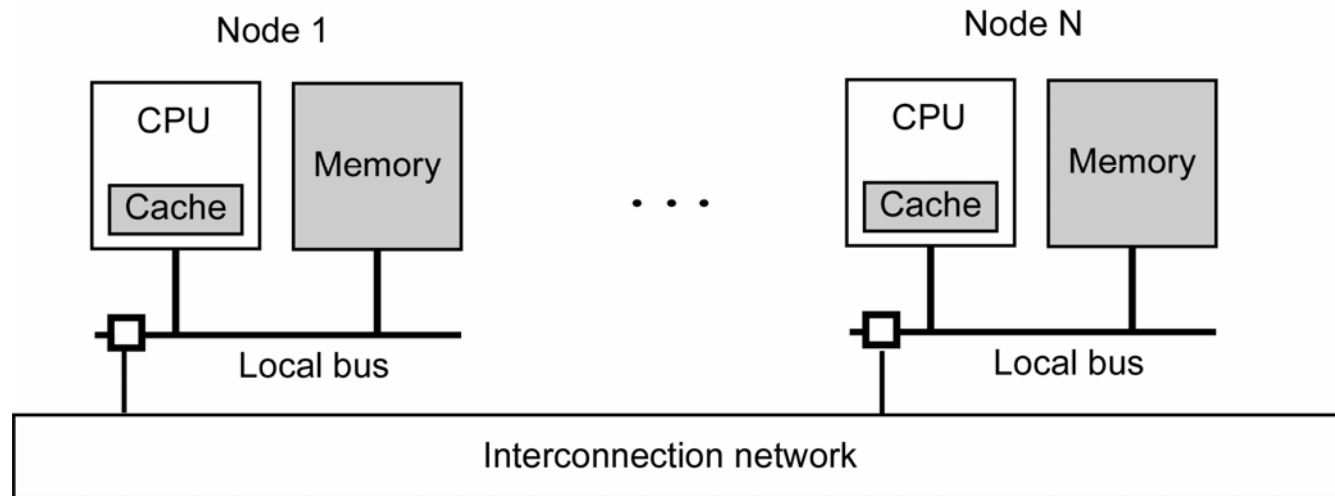 Node 1
Node N
CPU
Memory
Cache
. . .
CPU
Memory
Cache
Local bus
Local bus
Interconnection network